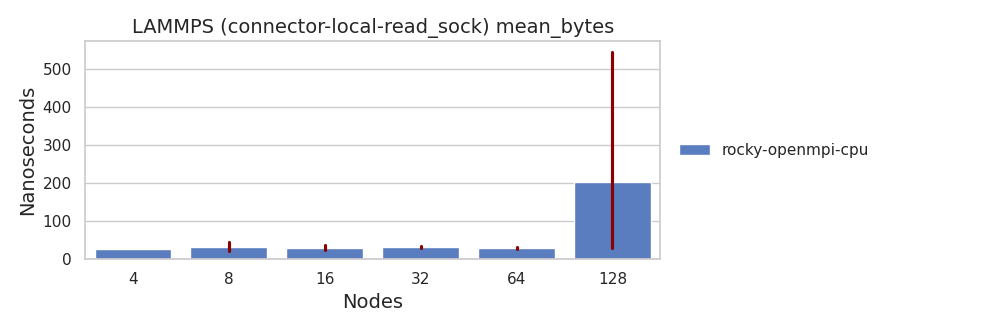 LAMMPS (connector-local-read_sock) mean_bytes
Nanoseconds
500
400
300
200
100
0
4 8 16 32 64 128
Nodes
rocky-openmpi-cpu